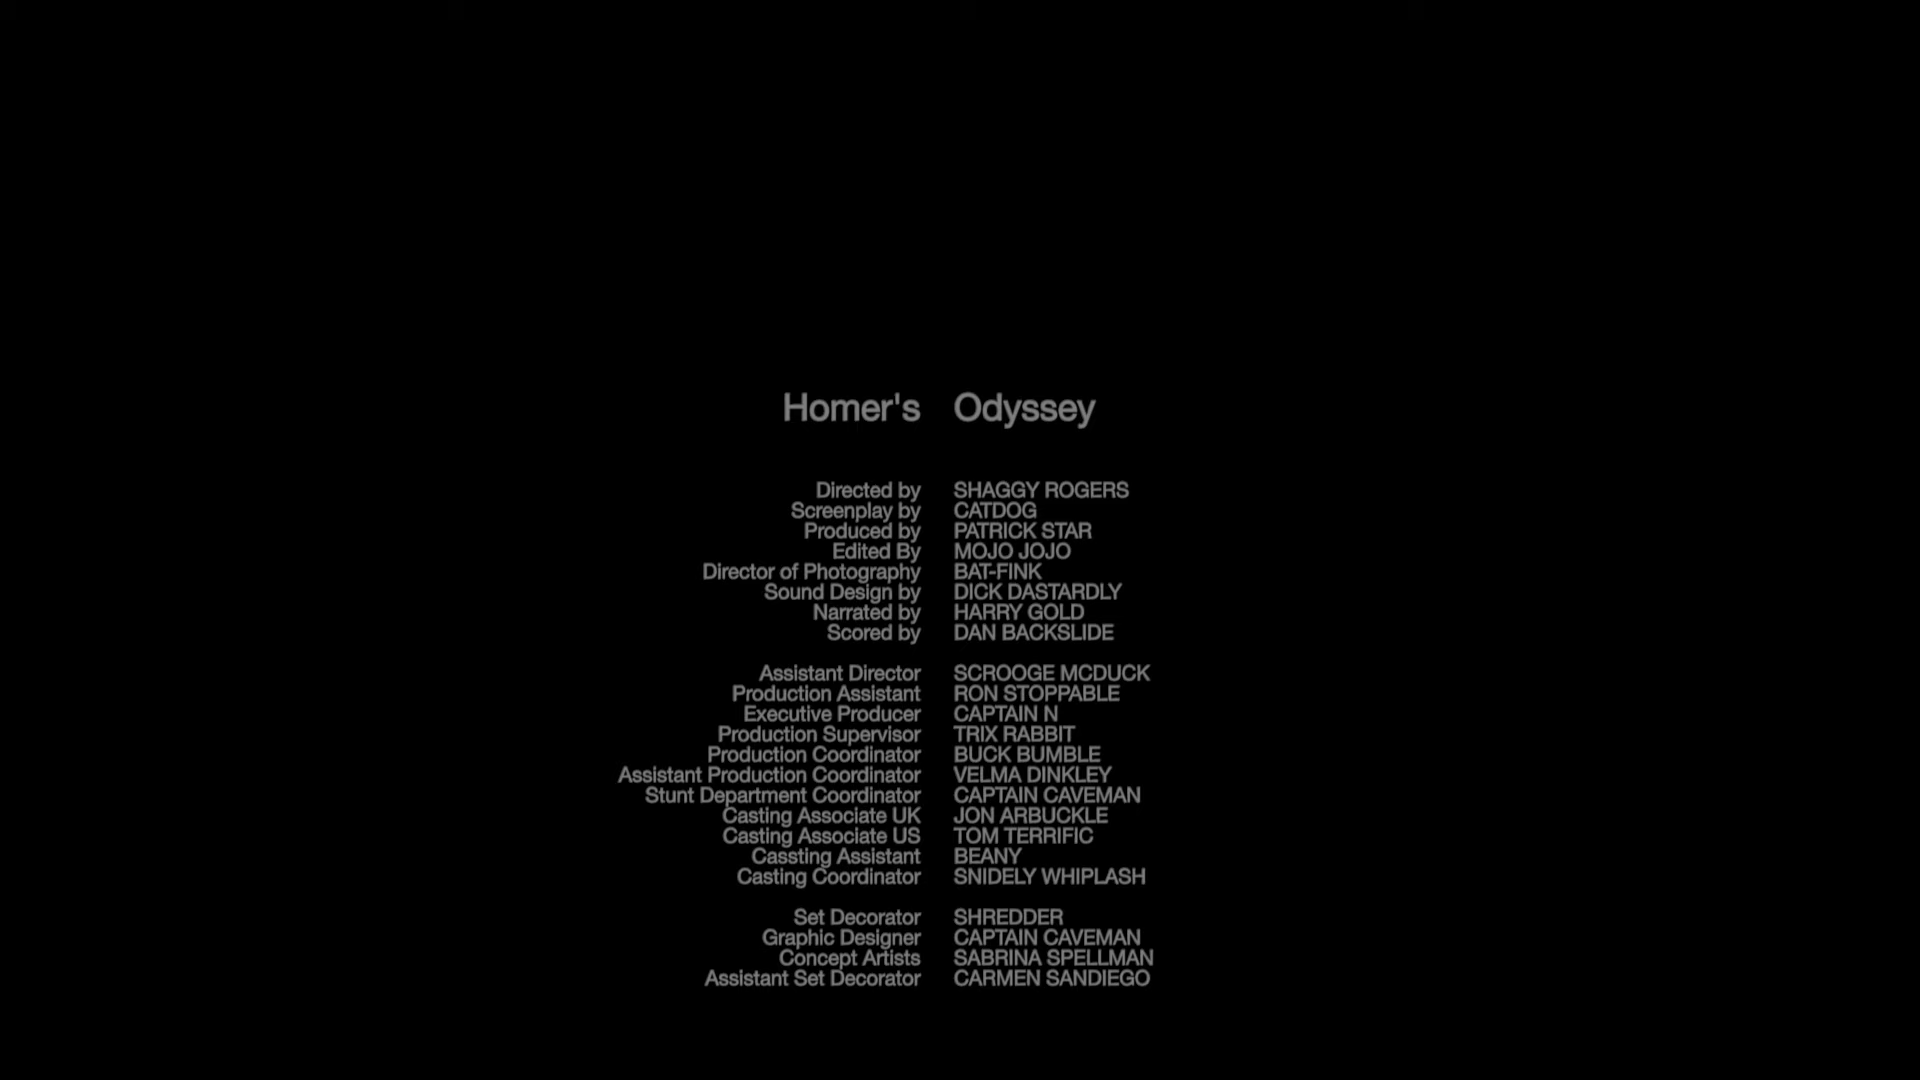 Homer's Odyssey
Directed by SHAGGY ROGERS
Screenplay by CATDOG
Produced by PATRICK STAR
Edited By MOJO JOJO
Director of Photography BAT-FINK
Sound Design by DICK DASTARDLY
Narrated by HARRY GOLD
Scored by DAN BACKSLIDE
Assistant Director SCROOGE MCDUCK
Production Assistant RON STOPPABLE
Executive Producer CAPTAIN N
Production Supervisor TRIX RABBIT
Production Coordinator BUCK BUMBLE
Assistant Production Coordinator VELMA DINKLEY
Stunt Department Coordinator CAPTAIN CAVEMAN
Casting Associate UK JON ARBUCKLE
Casting Associate US TOM TERRIFIC
Cassting Assistant BEANY
Casting Coordinator SNIDELY WHIPLASH
Set Decorator SHREDDER
Graphic Designer CAPTAIN CAVEMAN
Concept Artists SABRINA SPELLMAN
Assistant Set Decorator CARMEN SANDIEGO